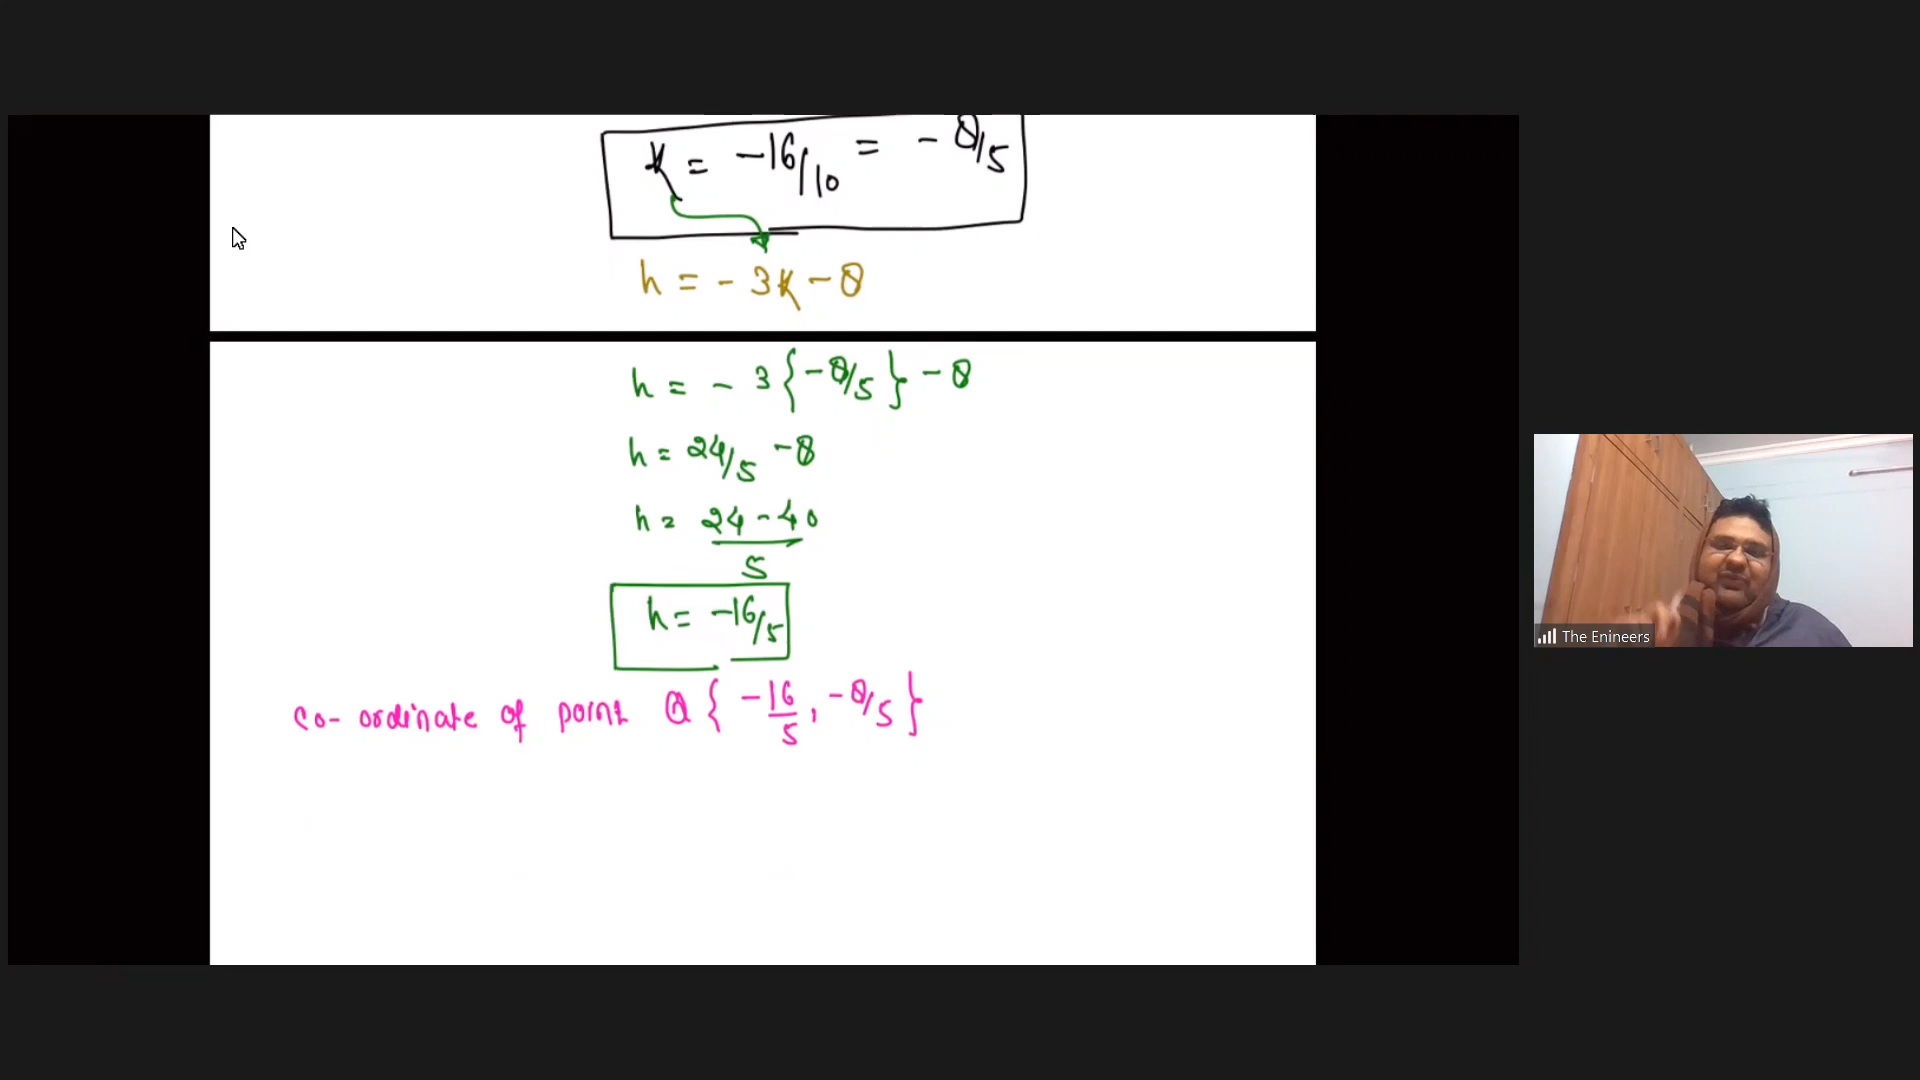 k = -16/10 = - 8/5
h = - 3k - 8
h = - 3 { -8/5 } - 8
h = 24/5 - 8
h = 24 - 40
5
h = -16/5
The Enineers
co-ordinate of point Q { -16/5, -8/5 }